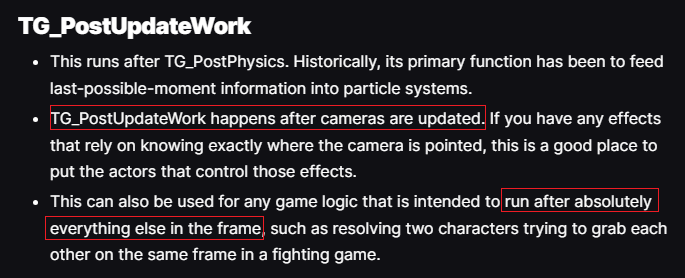 TG_PostUpdateWork
• This runs after TG_PostPhysics. Historically, its primary function has been to feed
last-possible-moment information into particle systems.
• TG_PostUpdateWork happens after cameras are updated. If you have any effects
that rely on knowing exactly where the camera is pointed, this is a good place to
put the actors that control those effects.
• This can also be used for any game logic that is intended to run after absolutely
everything else in the frame, such as resolving two characters trying to grab each
other on the same frame in a fighting game.